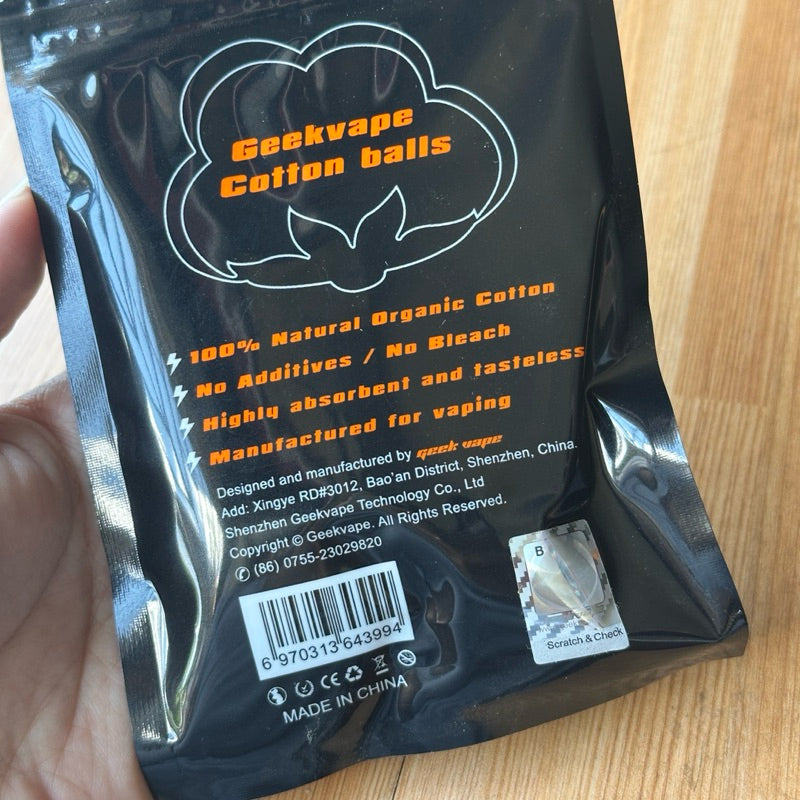 Geekvape
Cotton balls
100% Natural Organic Cotton
No Additives / No Bleach
Highly absorbent and tasteless
Manufactured for vaping
Designed and manufactured by geek vape
Add: Xingye RD#3012, Bao'an District, Shenzhen, China.
Shenzhen Geekvape Technology Co., Ltd
Copyright © Geekvape. All Rights Reserved.
(86) 0755-23029820
6 970313 643994
CE
MADE IN CHINA
B
Scratch & Check